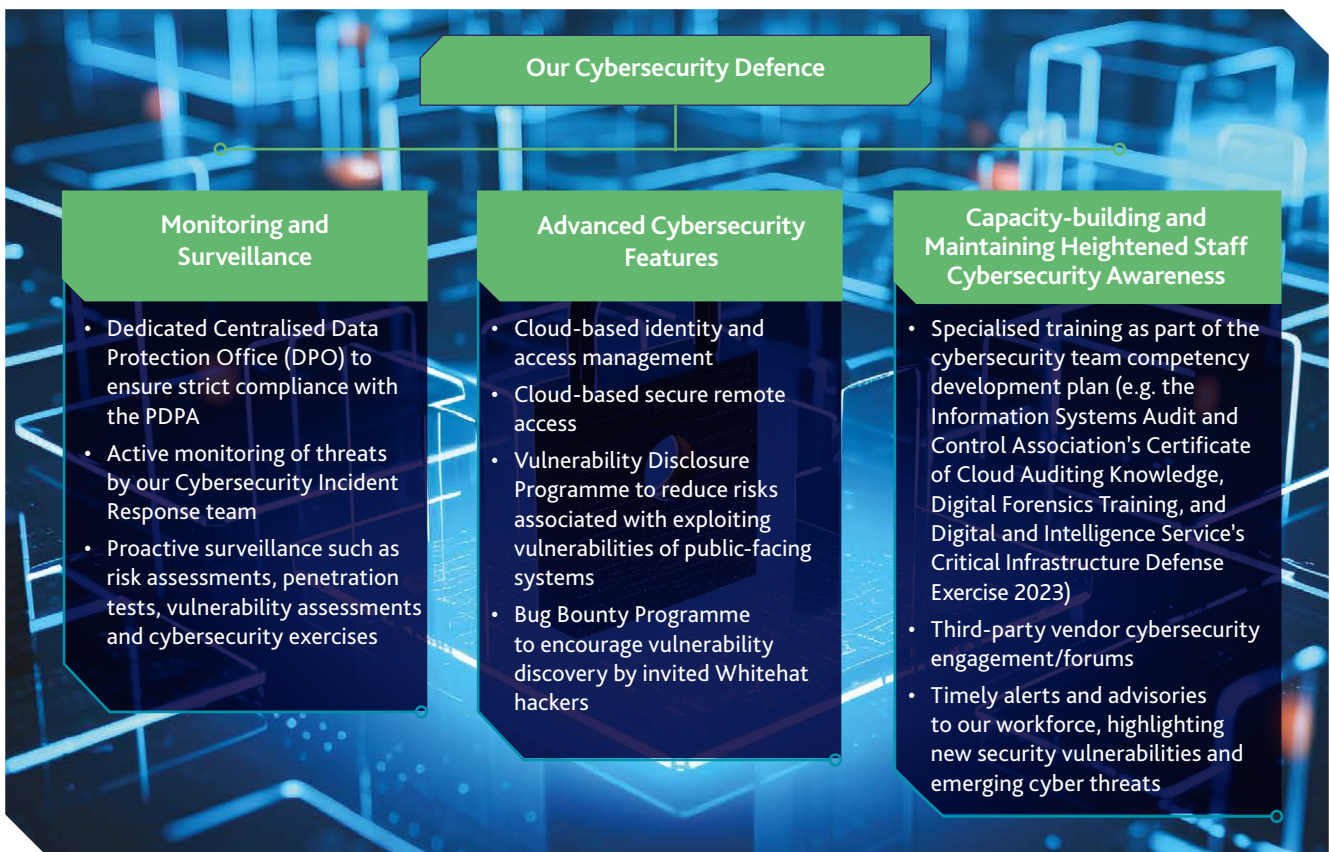 Our Cybersecurity Defence
Monitoring and
Surveillance
• Dedicated Centralised Data
Protection Office (DPO) to
ensure strict compliance with
the PDPA
• Active monitoring of threats
by our Cybersecurity Incident
Response team
• Proactive surveillance such as
risk assessments, penetration
tests, vulnerability assessments
and cybersecurity exercises
Advanced Cybersecurity
Features
• Cloud-based identity and
access management
• Cloud-based secure remote
access
• Vulnerability Disclosure
Programme to reduce risks
associated with exploiting
vulnerabilities of public-facing
systems
• Bug Bounty Programme
to encourage vulnerability
discovery by invited Whitehat
hackers
Capacity-building and
Maintaining Heightened Staff
Cybersecurity Awareness
• Specialised training as part of the
cybersecurity team competency
development plan (e.g. the
Information Systems Audit and
Control Association's Certificate
of Cloud Auditing Knowledge,
Digital Forensics Training, and
Digital and Intelligence Service's
Critical Infrastructure Defense
Exercise 2023)
• Third-party vendor cybersecurity
engagement/forums
• Timely alerts and advisories
to our workforce, highlighting
new security vulnerabilities and
emerging cyber threats